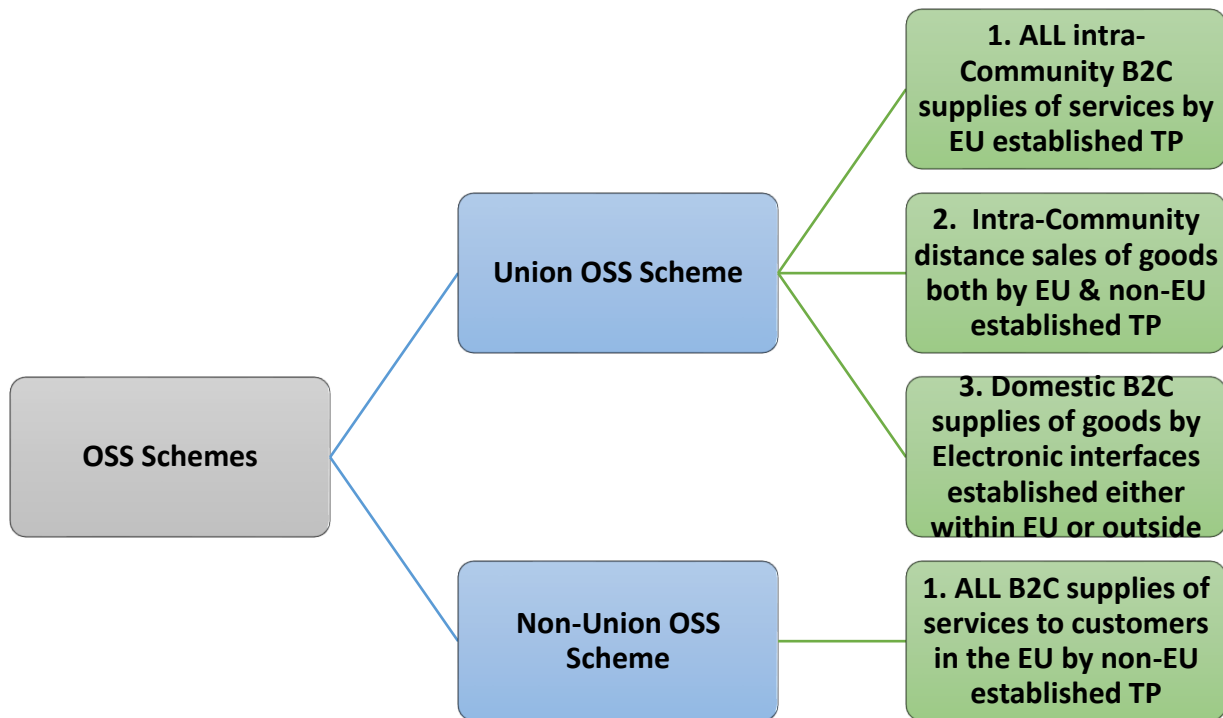 OSS Schemes
Union OSS Scheme
1. ALL intra-
Community B2C
supplies of services by
EU established TP
2. Intra-Community
distance sales of goods
both by EU & non-EU
established TP
3. Domestic B2C
supplies of goods by
Electronic interfaces
established either
within EU or outside
Non-Union OSS
Scheme
1. ALL B2C supplies of
services to customers
in the EU by non-EU
established TP